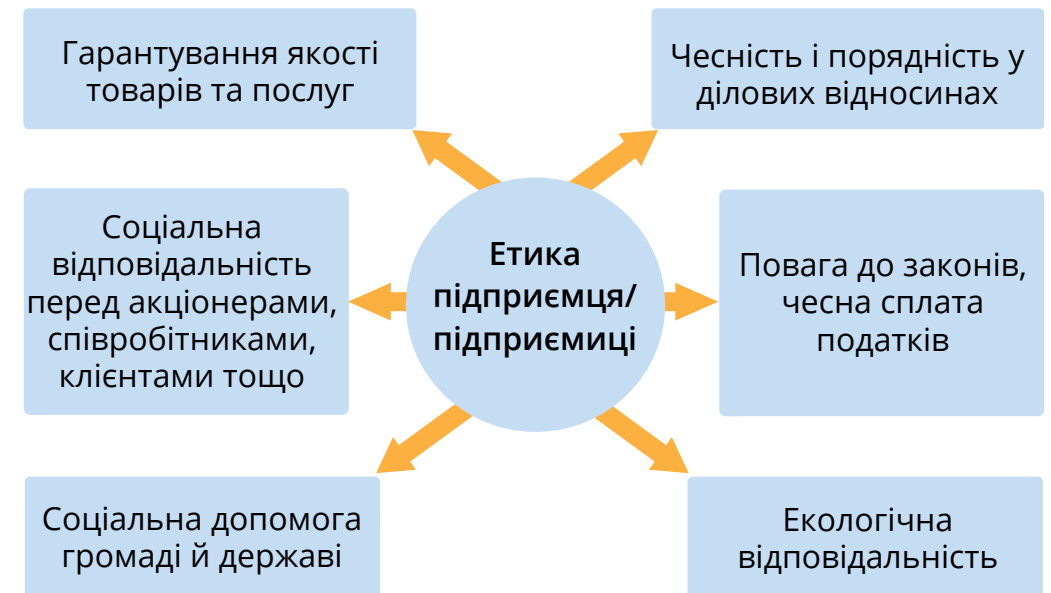 Гарантування якості
товарів та послуг
Чесність і порядність у
ділових відносинах
Соціальна
відповідальність
перед акціонерами,
співробітниками,
клієнтами тощо
Етика
підприємця/
підприємиці
Повага до законів,
чесна сплата
податків
Соціальна допомога
громаді й державі
Екологічна
відповідальність